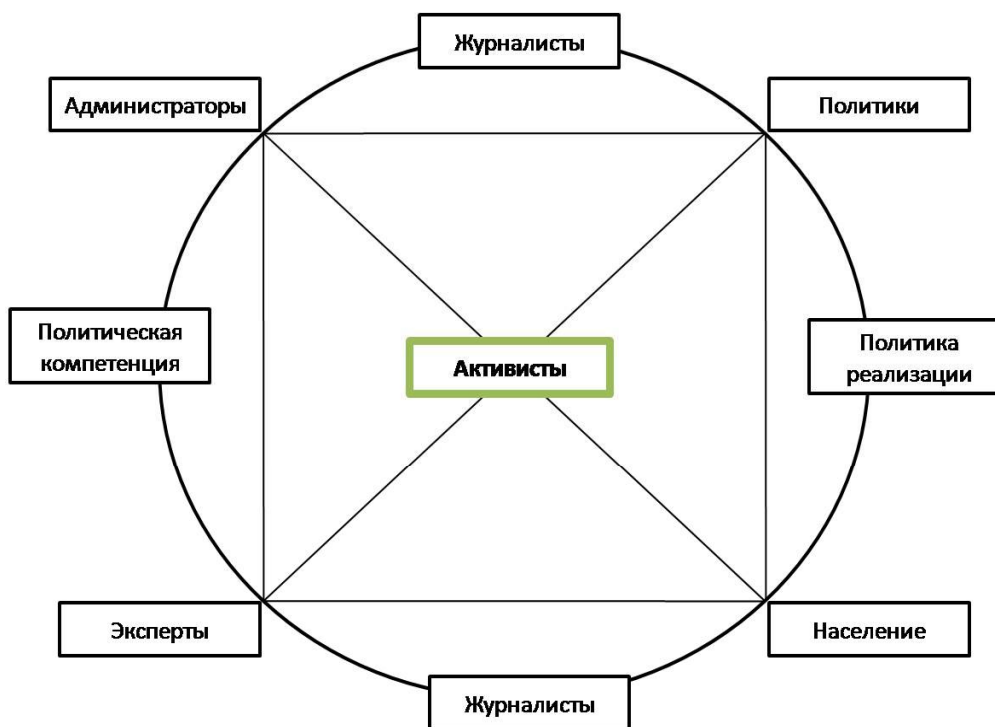 Журналисты
Администраторы
Политики
Политическая
компетенция
Активисты
Политика
реализации
Эксперты
Население
Журналисты